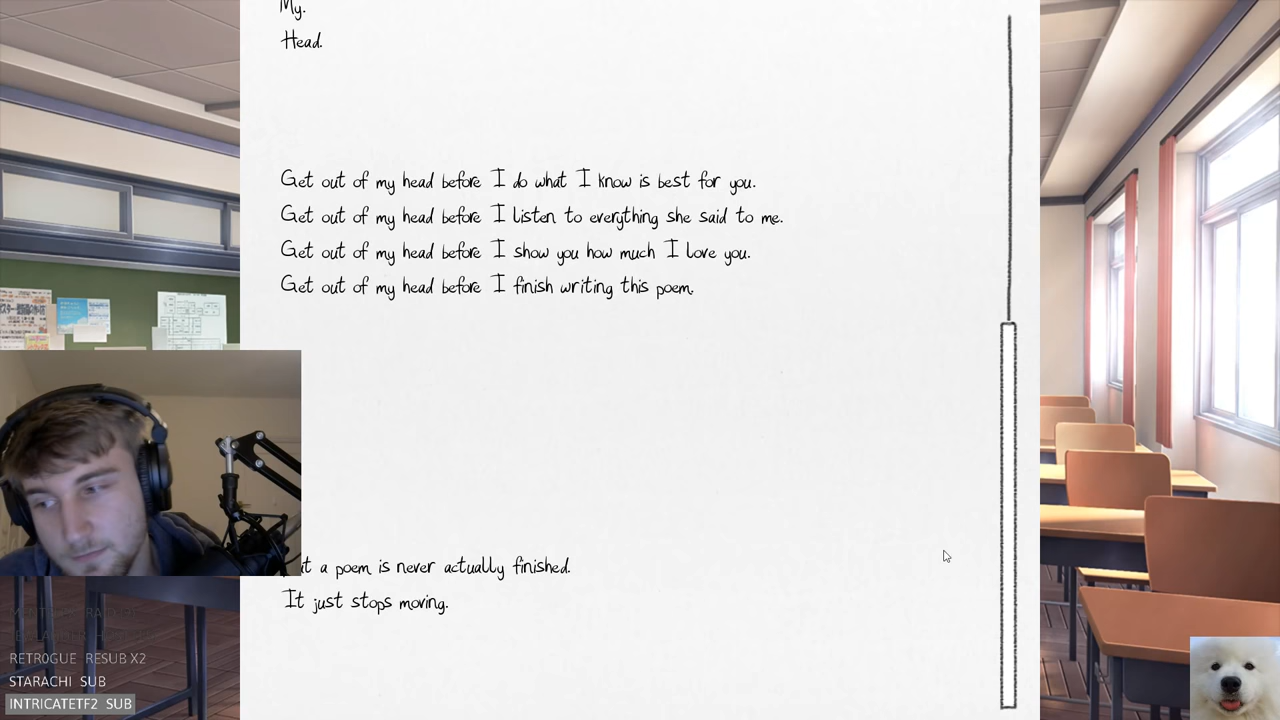 My.
Head.
Get out of my head before I do what I know is best for you.
Get out of my head before I listen to everything she said to me.
Get out of my head before I show you how much I love you.
Get out of my head before I finish writing this poem.
a poem is never actually finished.
It just stops moving.
RETR0GUE RESUB X2
STARACHI SUB
INTRICATETF2 SUB